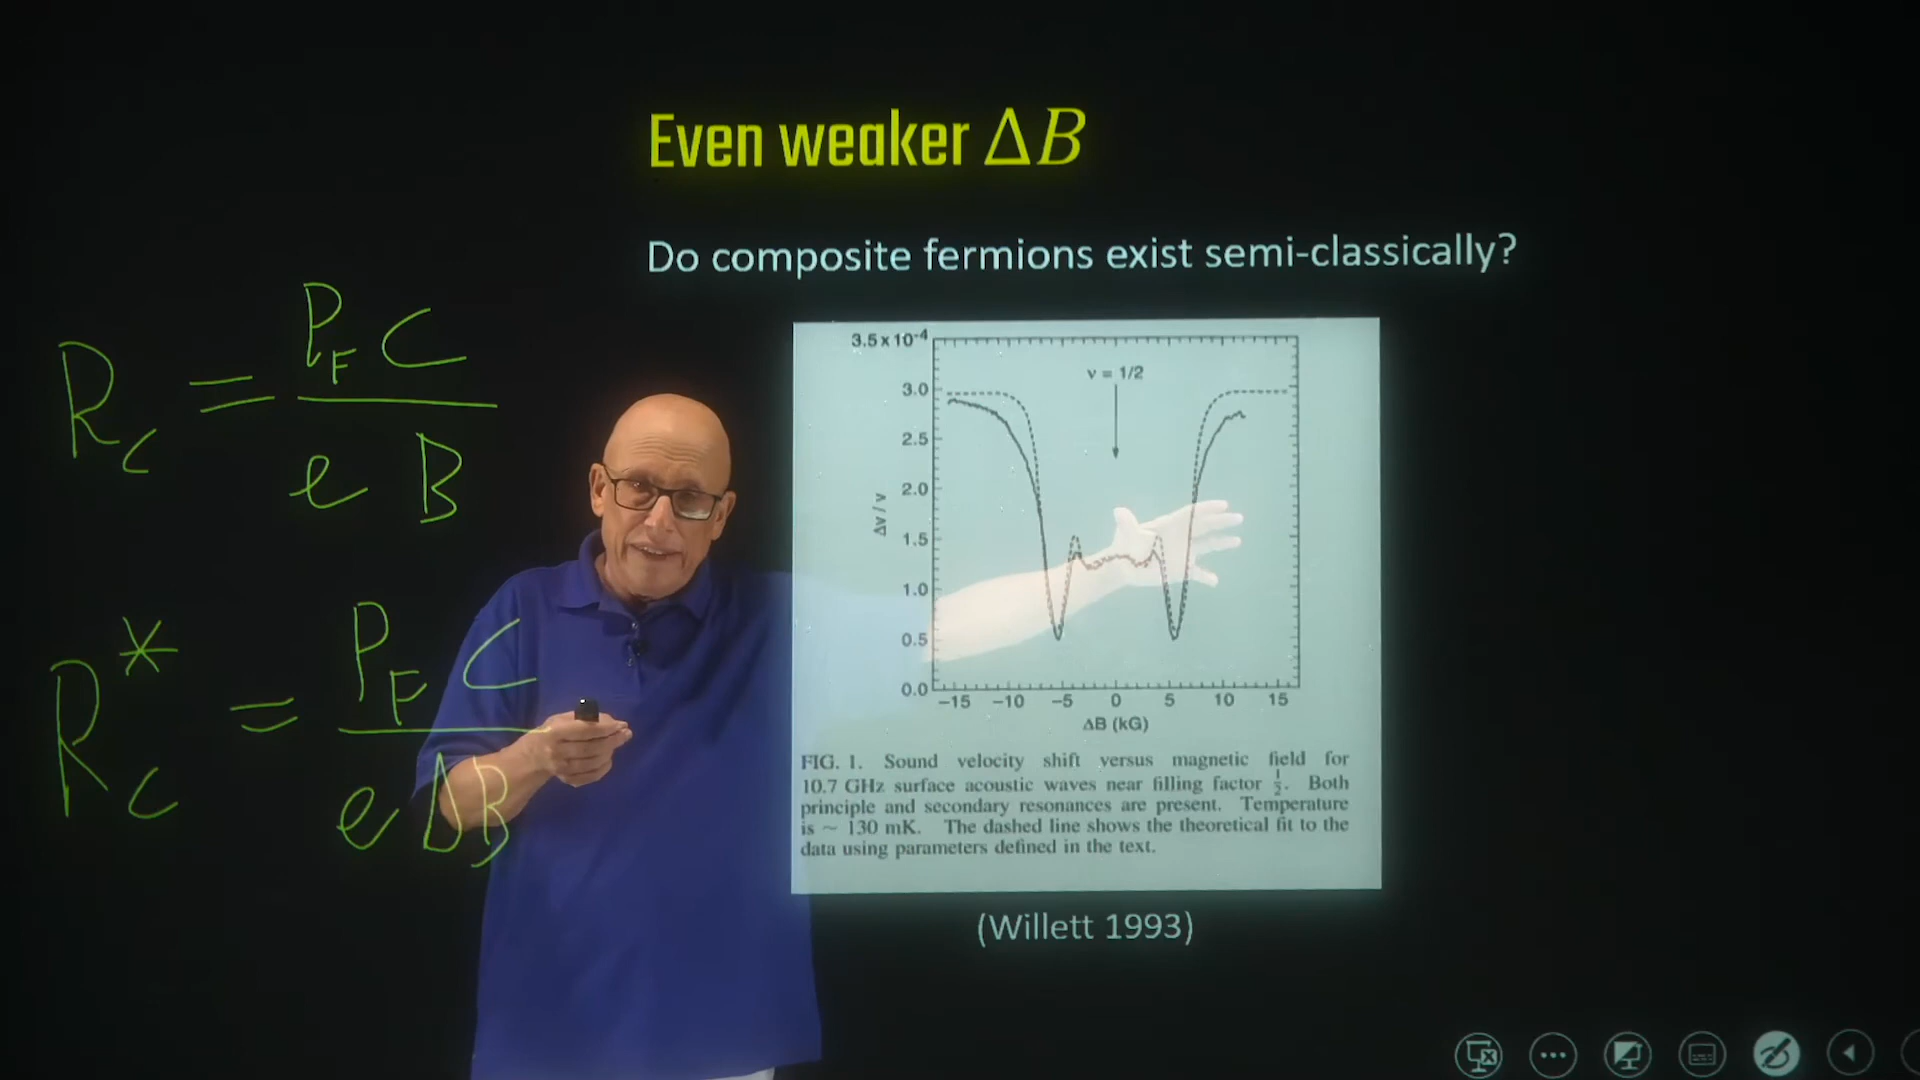 Even weaker ΔB
Do composite fermions exist semi-classically?
R_c = P_F C / e B
R_c^* = P_F C / e ΔB
3.5 x 10^-4
3.0
2.5
2.0
1.5
1.0
0.5
0.0
Δv / v
ν = 1/2
−15 −10 −5 0 5 10 15
ΔB (kG)
FIG. 1. Sound velocity shift versus magnetic field for
10.7 GHz surface acoustic waves near filling factor 1/2. Both
principle and secondary resonances are present. Temperature
is ~ 130 mK. The dashed line shows the theoretical fit to the
data using parameters defined in the text.
(Willett 1993)